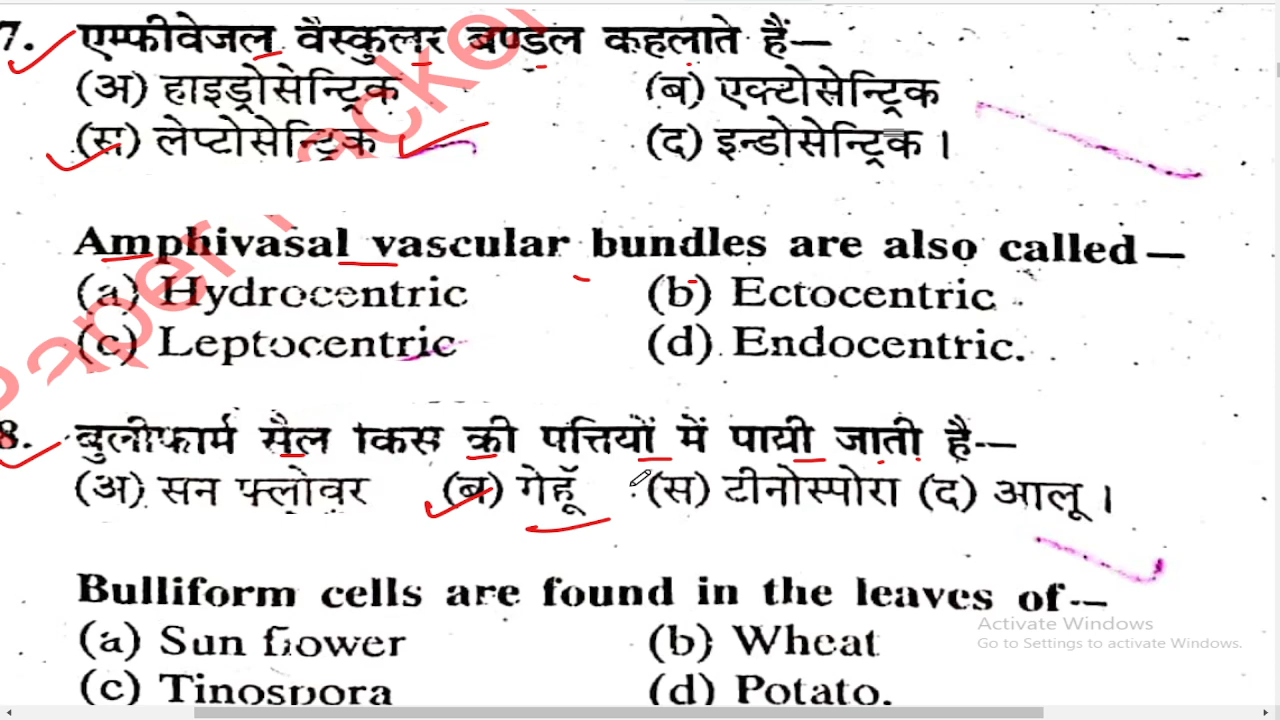 7. एम्फीवेजल वैस्कुलर बण्डल कहलाते हैं—
(अ) हाइड्रोसेन्ट्रिक (ब) एक्टोसेन्ट्रिक
(स) लेप्टोसेन्ट्रिक (द) इन्डोसेन्ट्रिक।
Amphivasal vascular bundles are also called—
(a) Hydrocentric (b) Ectocentric
(c) Leptocentric (d) Endocentric.
8. बुलीफार्म सैल किस की पत्तियों में पायी जाती है—
(अ) सन फ्लोवर (ब) गेहूँ (स) टीनोस्पोरा (द) आलू।
Bulliform cells are found in the leaves of—
Activate Windows
Go to Settings to activate Windows.
(a) Sun flower (b) Wheat
(c) Tinospora (d) Potato.
Paper